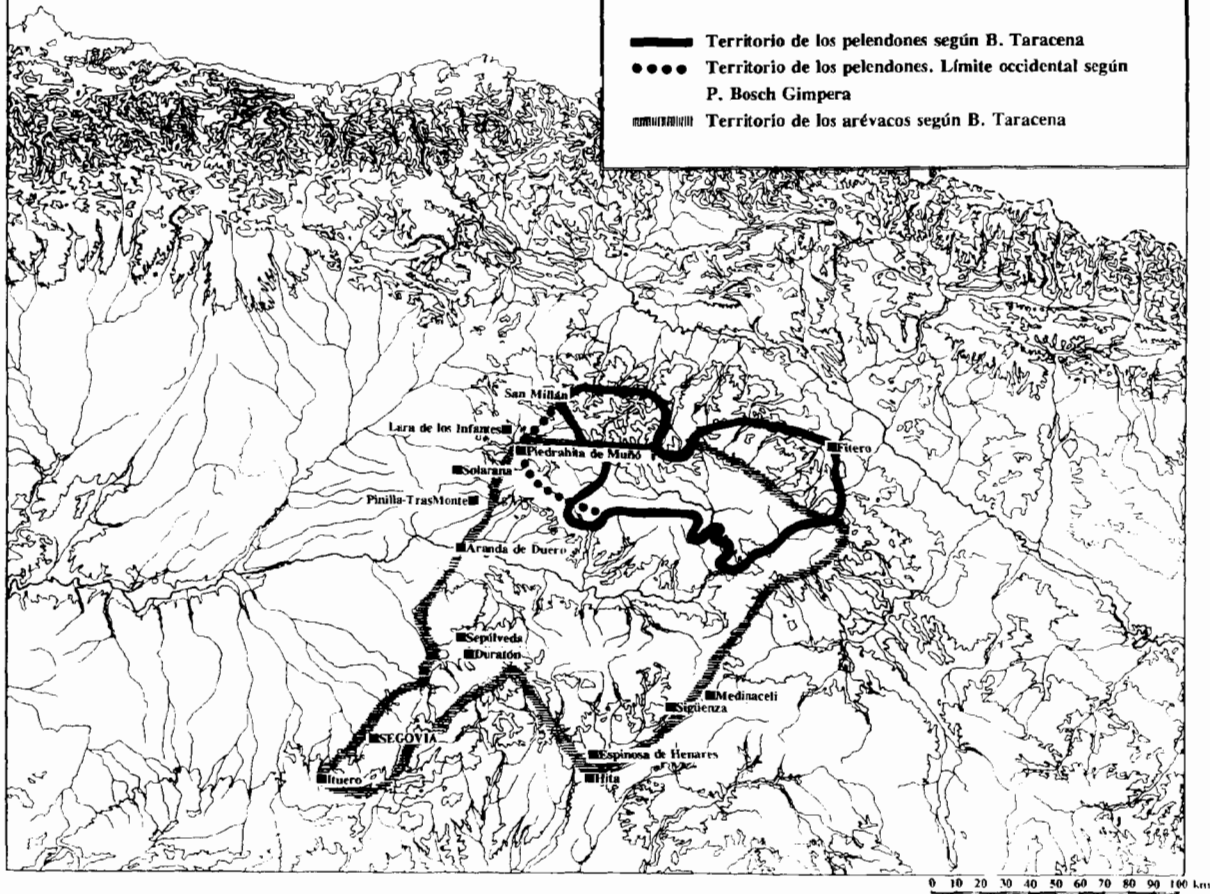 Territorio de los pelendones según B. Taracena
Territorio de los pelendones. Límite occidental según
P. Bosch Gimpera
Territorio de los arévacos según B. Taracena
San Millán
Lara de los Infantes
Piedrahita de Muñó
Fitero
Solarana
Pinilla-TrasMonte
Aranda de Duero
Sepúlveda
Duratón
Medinaceli
Sigüenza
SEGOVIA
Espinosa de Henares
Ituero
Hita
0 10 20 30 40 50 60 70 80 90 100 km